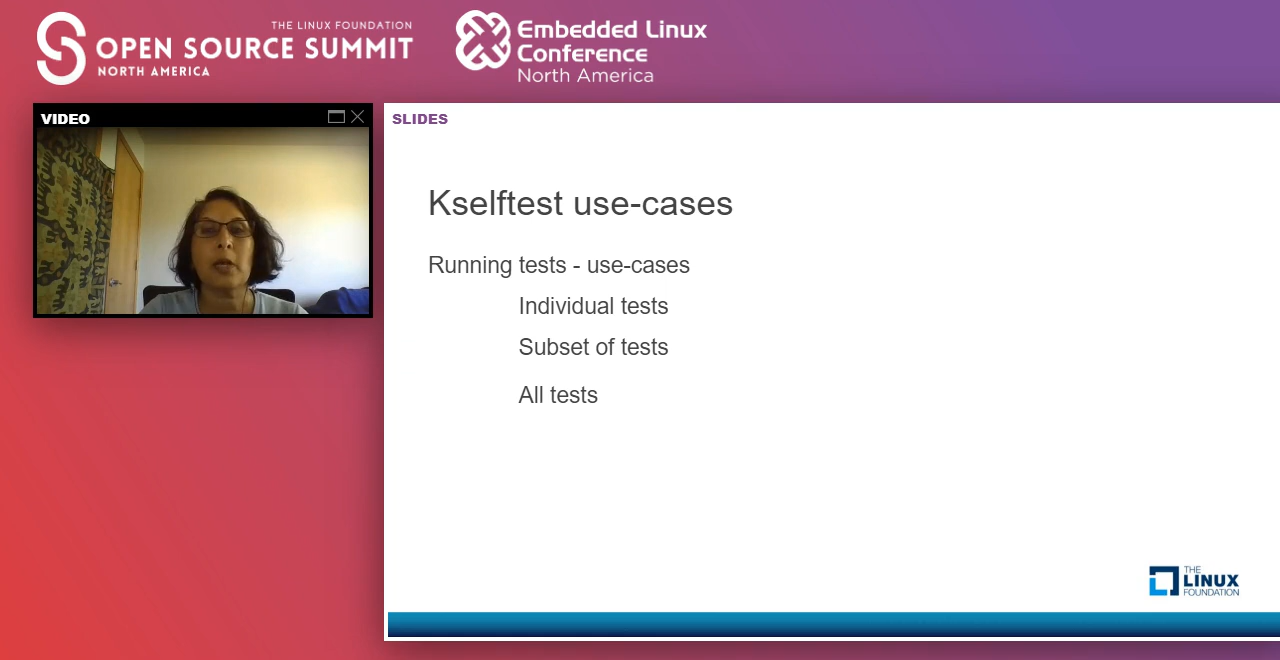 THE LINUX FOUNDATION
OPEN SOURCE SUMMIT
NORTH AMERICA
Embedded Linux
Conference
North America
VIDEO
SLIDES
Kselftest use-cases
Running tests - use-cases
Individual tests
Subset of tests
All tests
THE
LINUX
FOUNDATION